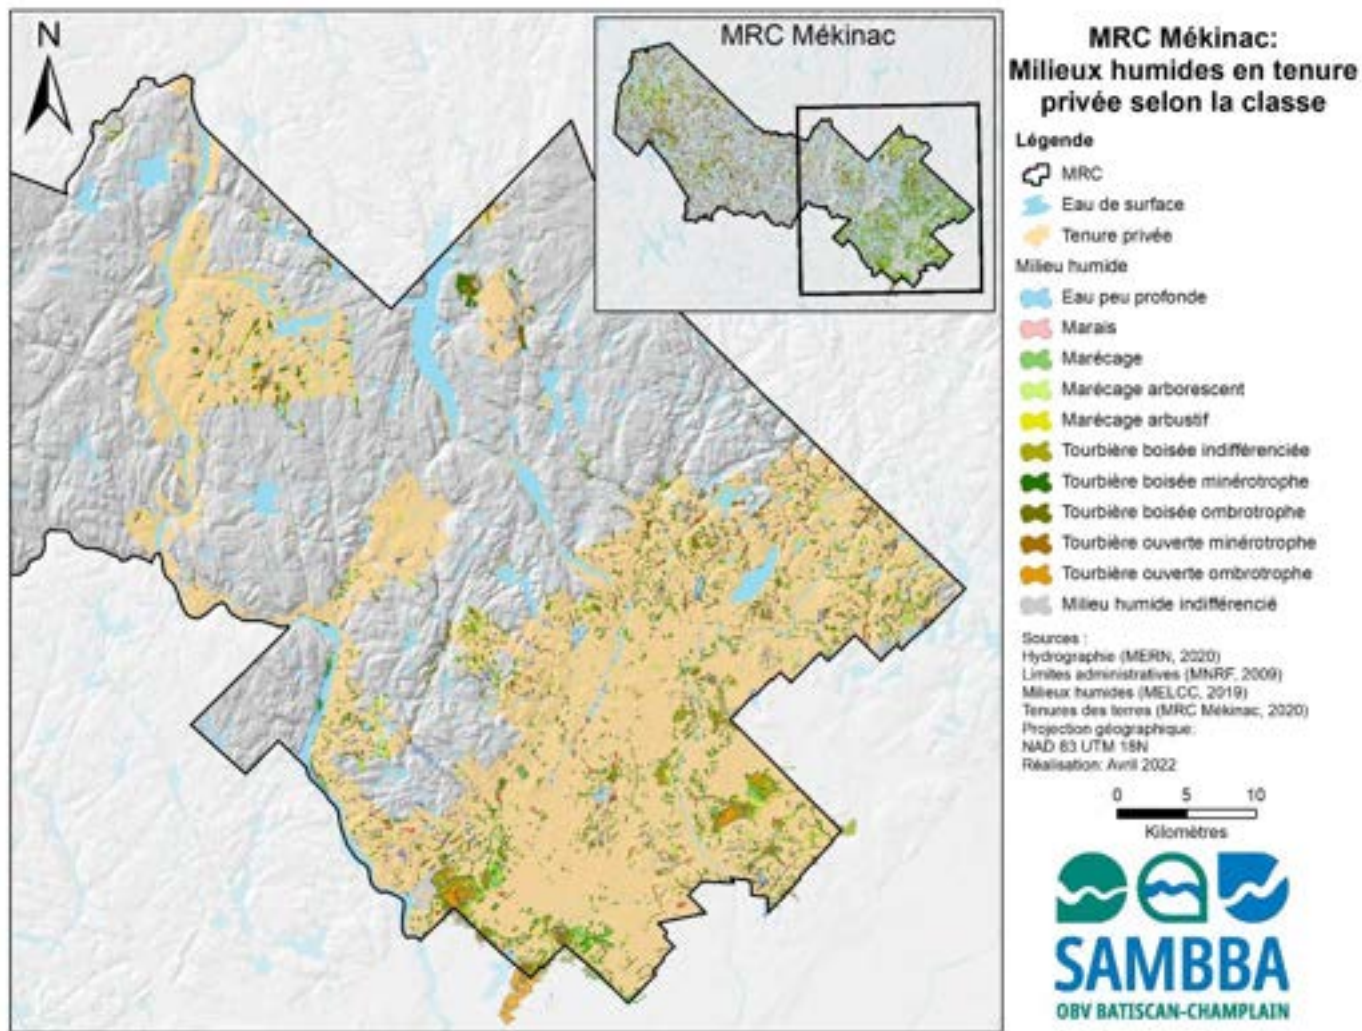 N
MRC Mékinac
MRC Mékinac:
Milieux humides en tenure
privée selon la classe
Légende
MRC
Eau de surface
Tenure privée
Milieu humide
Eau peu profonde
Marais
Marécage
Marécage arborescent
Marécage arbustif
Tourbière boisée indifférenciée
Tourbière boisée minérotrophe
Tourbière boisée ombrotrophe
Tourbière ouverte minérotrophe
Tourbière ouverte ombrotrophe
Milieu humide indifférencié
Sources :
Hydrographie (MERN, 2020)
Limites administratives (MNRF, 2009)
Milieux humides (MELCC, 2019)
Tenures des terres (MRC Mékinac, 2020)
Projection géographique:
NAD 83 UTM 18N
Réalisation: Avril 2022
0 5 10
Kilomètres
SAMBBA
OBV BATISCAN-CHAMPLAIN